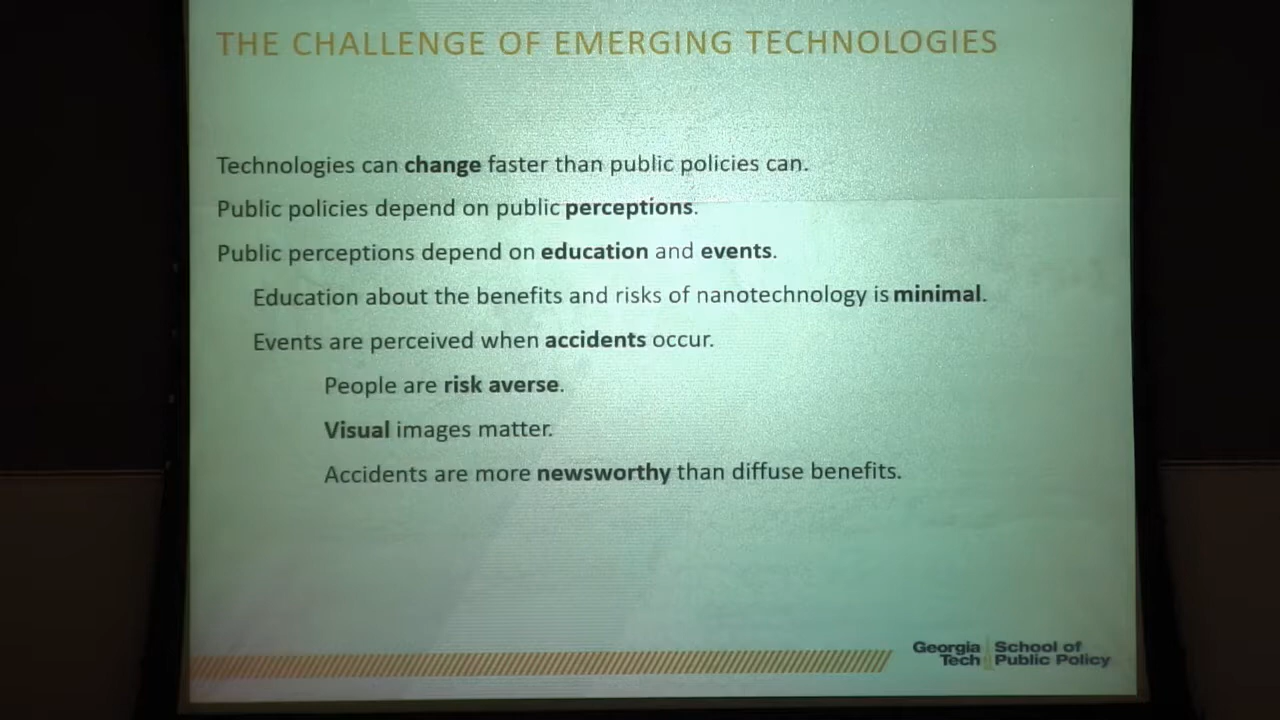 THE CHALLENGE OF EMERGING TECHNOLOGIES
Technologies can change faster than public policies can.
Public policies depend on public perceptions.
Public perceptions depend on education and events.
Education about the benefits and risks of nanotechnology is minimal.
Events are perceived when accidents occur.
People are risk averse.
Visual images matter.
Accidents are more newsworthy than diffuse benefits.
Georgia Tech
School of Public Policy